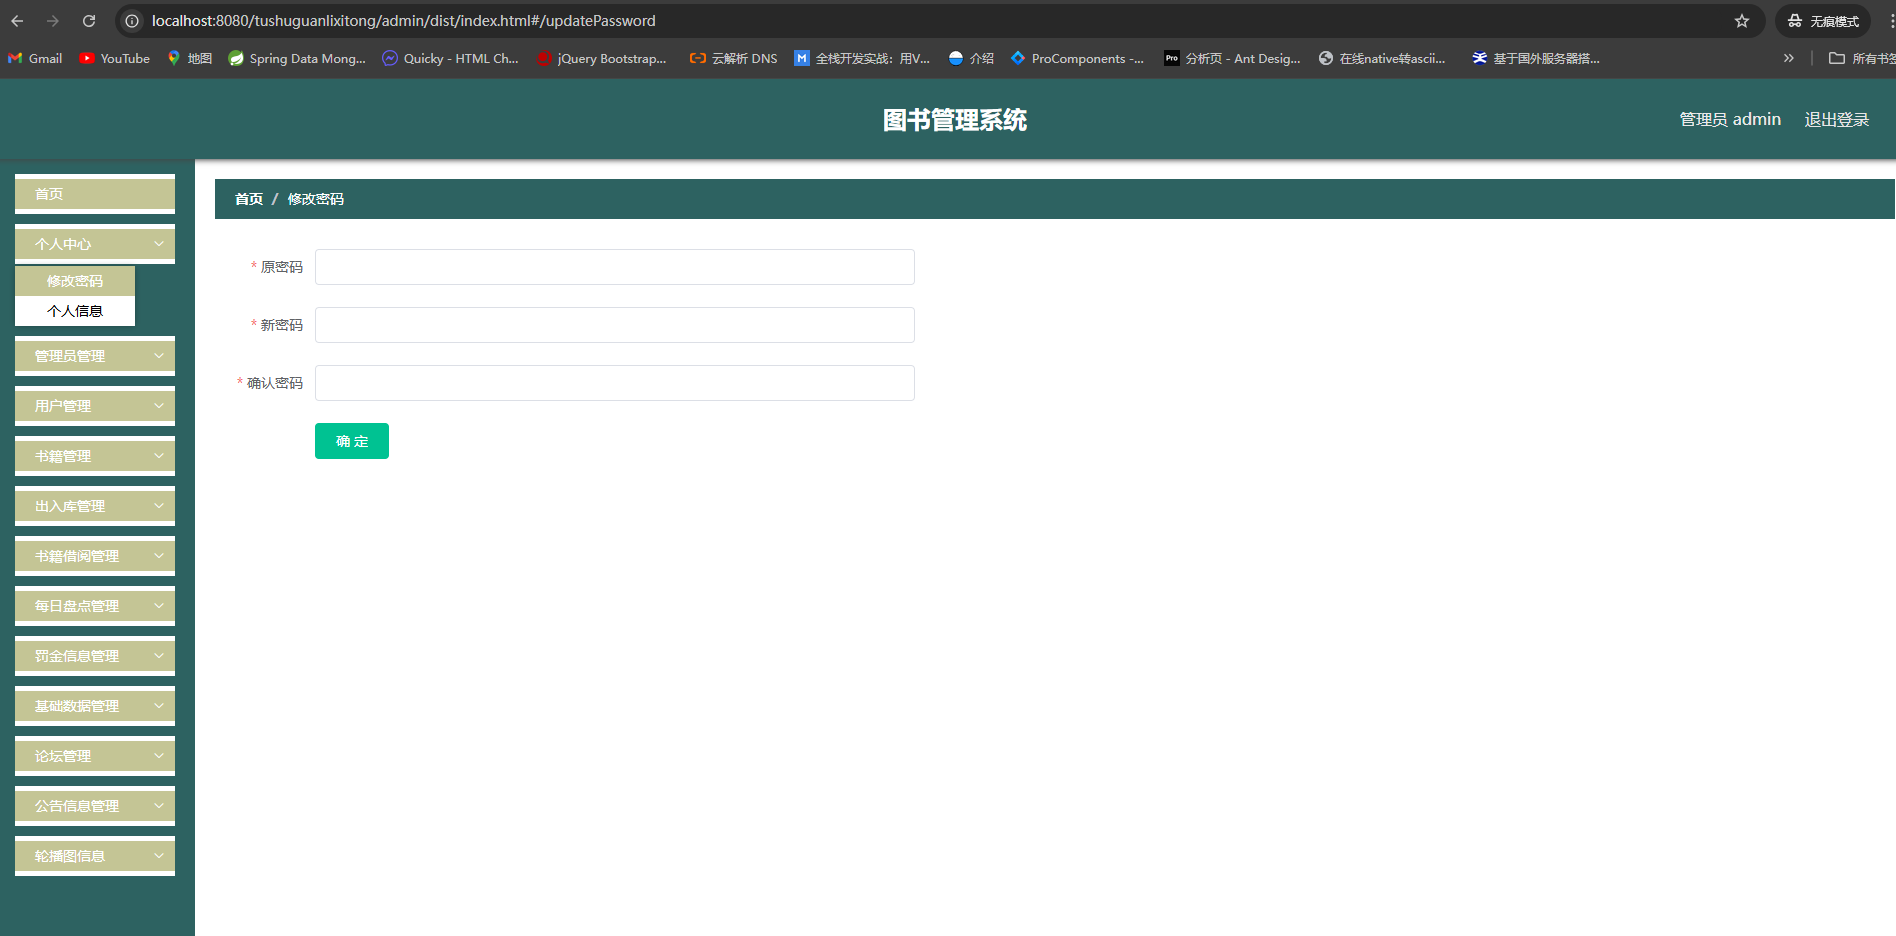 localhost:8080/tushuguanlixitong/admin/dist/index.html#/updatePassword
无痕模式
Gmail
YouTube
地图
Spring Data Mong...
Quicky - HTML Ch...
jQuery Bootstrap...
云解析 DNS
全栈开发实战：用V...
介绍
ProComponents -...
Pro
分析页 - Ant Desig...
在线native转ascii...
基于国外服务器搭...
»
所有书签
图书管理系统
管理员 admin
退出登录
首页
个人中心
修改密码
个人信息
管理员管理
用户管理
书籍管理
出入库管理
书籍借阅管理
每日盘点管理
罚金信息管理
基础数据管理
论坛管理
公告信息管理
轮播图信息
首页 / 修改密码
* 原密码
* 新密码
* 确认密码
确 定